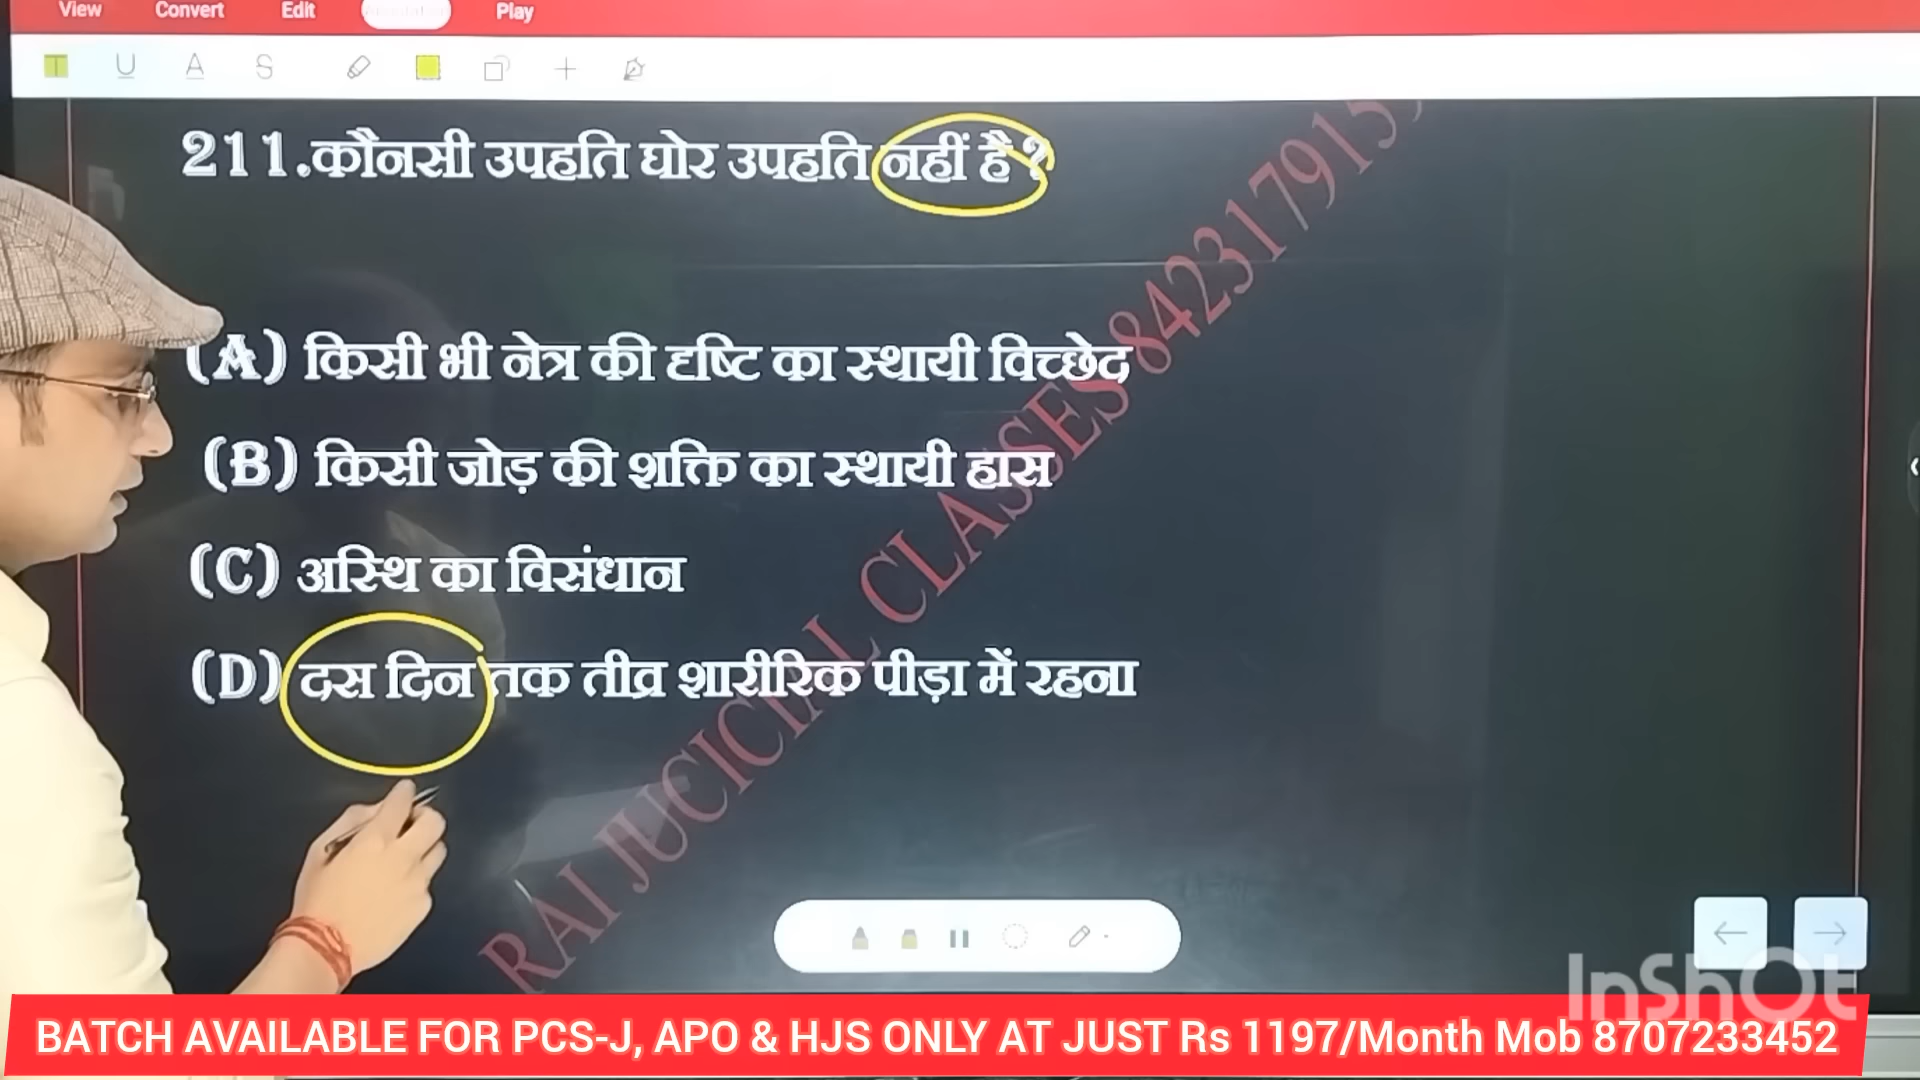 View Convert Edit Play
211.कौनसी उपहति घोर उपहति नहीं है?
(A) किसी भी नेत्र की दृष्टि का स्थायी विच्छेद
(B) किसी जोड़ की शक्ति का स्थायी ह्रास
(C) अस्थि का विसंधान
(D) दस दिन तक तीव्र शारीरिक पीड़ा में रहना
RAI JUCICIAL CLASSES 842317915
InShOt
BATCH AVAILABLE FOR PCS-J, APO & HJS ONLY AT JUST Rs 1197/Month Mob 8707233452